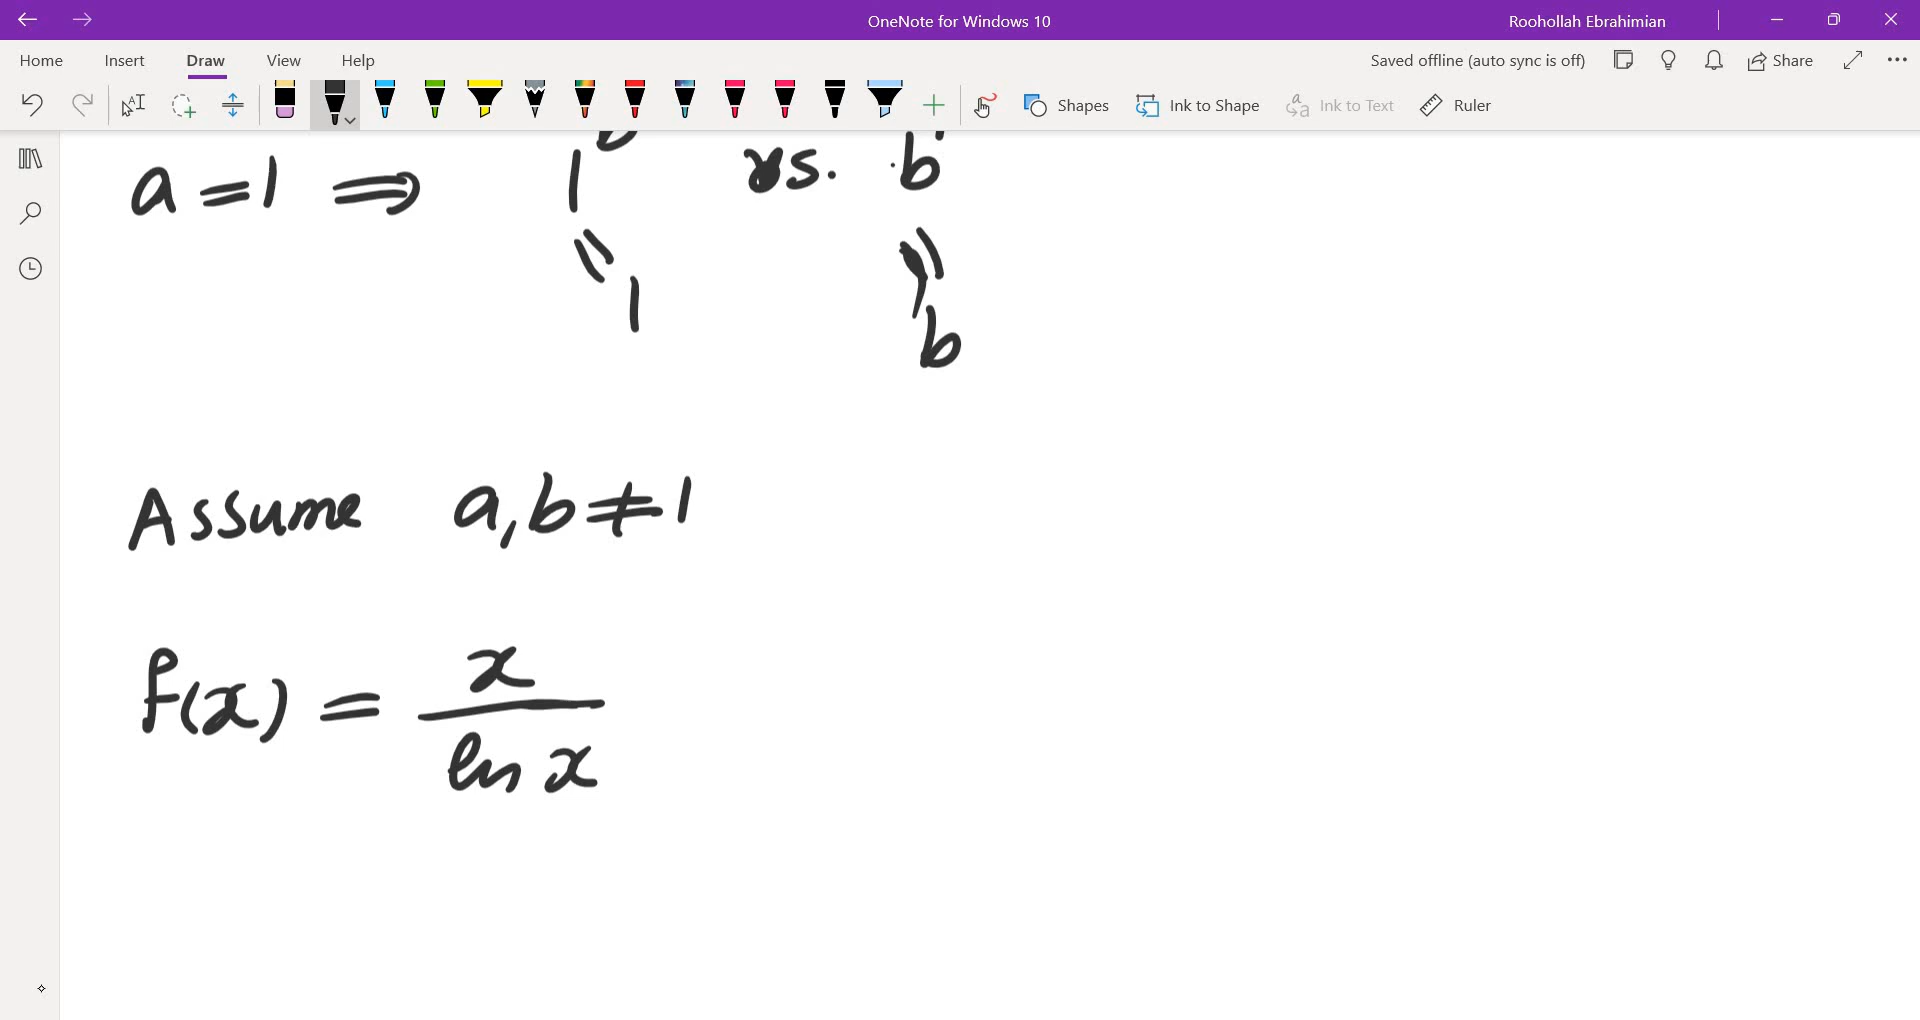 OneNote for Windows 10
Roohollah Ebrahimian
Home Insert Draw View Help
Saved offline (auto sync is off) Share
Shapes Ink to Shape Ink to Text Ruler
a = 1 ⟹ 1^b vs. b^1
= =
1 b
Assume a, b ≠ 1
f(x) = x / ln x